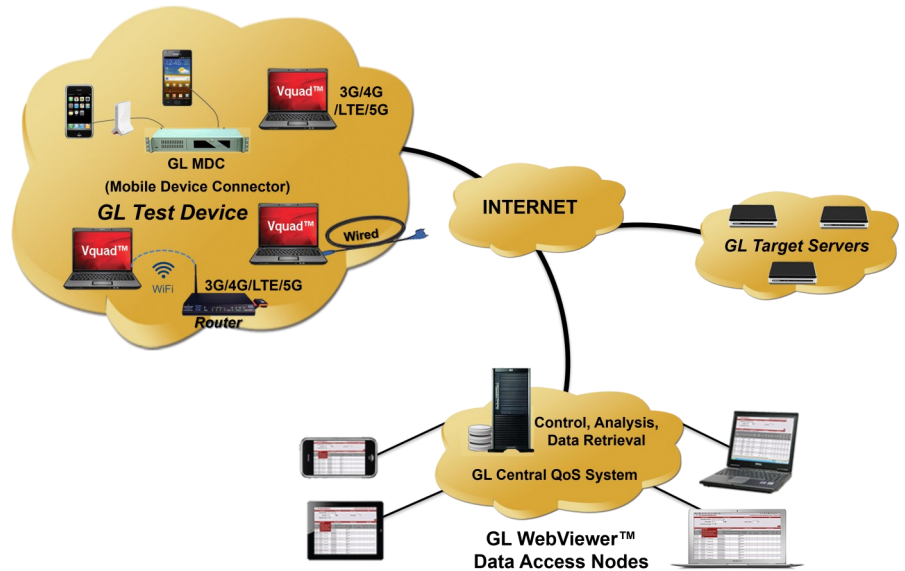 Vquad™
3G/4G
/LTE/5G
GL MDC
(Mobile Device Connector)
GL Test Device
Vquad™
Wired
Vquad™
WiFi
3G/4G/LTE/5G
Router
INTERNET
GL Target Servers
Control, Analysis,
Data Retrieval
GL Central QoS System
GL WebViewer™
Data Access Nodes